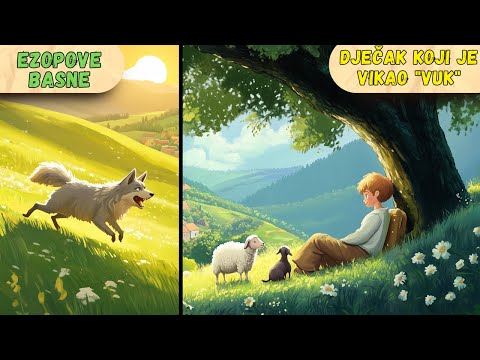 EZOPOVE
BASNE
DJEČAK KOJI JE
VIKAO "VUK"